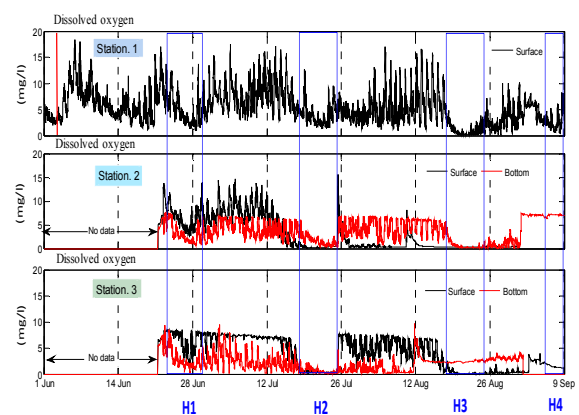 Dissolved oxygen
20
15
10
5
0
(mg/l)
Station. 1
Surface
Dissolved oxygen
20
15
10
5
0
(mg/l)
Station. 2
No data
Surface
Bottom
Dissolved oxygen
20
15
10
5
0
(mg/l)
Station. 3
No data
Surface
Bottom
1 Jun
14 Jun
28 Jun
12 Jul
26 Jul
12 Aug
26 Aug
9 Sep
H1
H2
H3
H4